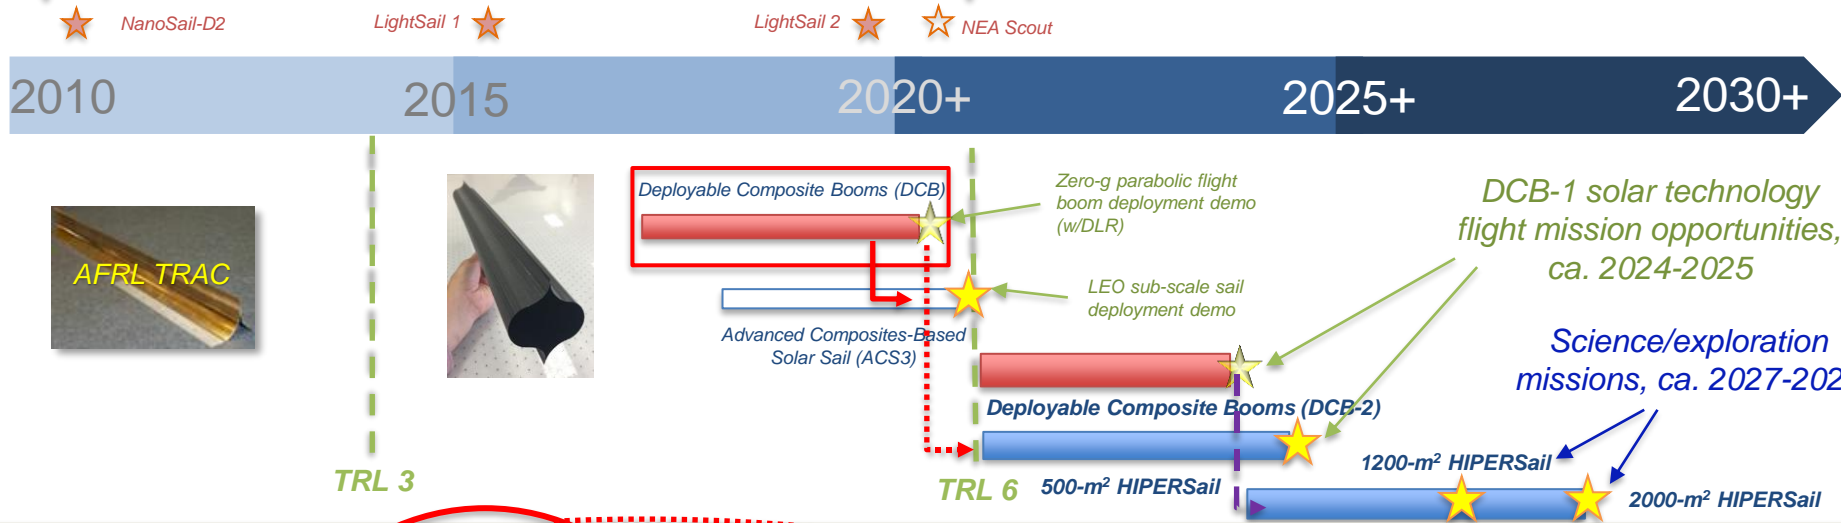 NanoSail-D2
LightSail 1
LightSail 2
NEA Scout
2010
2015
2020+
2025+
2030+
Deployable Composite Booms (DCB)
Zero-g parabolic flight
boom deployment demo
(w/DLR)
DCB-1 solar technology
flight mission opportunities,
ca. 2024-2025
AFRL TRAC
LEO sub-scale sail
deployment demo
Advanced Composites-Based
Solar Sail (ACS3)
Science/exploration
missions, ca. 2027-202
Deployable Composite Booms (DCB-2)
1200-m² HIPERSail
TRL 3
TRL 6
500-m² HIPERSail
2000-m² HIPERSail